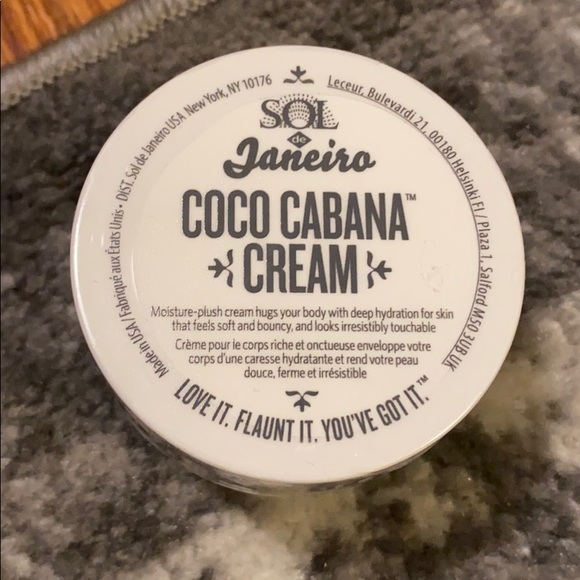 SOL
de
Janeiro
COCO CABANA™
CREAM
Moisture-plush cream hugs your body with deep hydration for skin
that feels soft and bouncy, and looks irresistibly touchable
Crème pour le corps riche et onctueuse enveloppe votre
corps d'une caresse hydratante et rend votre peau
douce, ferme et irrésistible
LOVE IT. FLAUNT IT. YOU'VE GOT IT.™
Made in USA / Fabriqué aux États Unis • DIST. Sol de Janeiro USA New York, NY 10176
Leceur, Bulevardi 21, 00180 Helsinki FI / Plaza 1, Salford M50 3UB UK